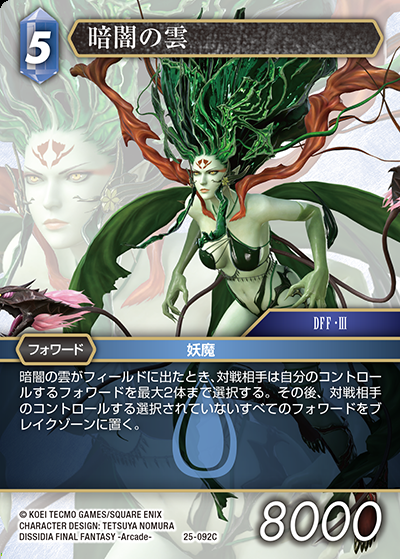 5
暗闇の雲
DFF・III
フォワード
妖魔
暗闇の雲がフィールドに出たとき、対戦相手は自分のコントロー
ルするフォワードを最大2体まで選択する。その後、対戦相手
のコントロールする選択されていないすべてのフォワードをブ
レイクゾーンに置く。
© KOEI TECMO GAMES/SQUARE ENIX
CHARACTER DESIGN: TETSUYA NOMURA
DISSIDIA FINAL FANTASY -Arcade-
25-092C
8000